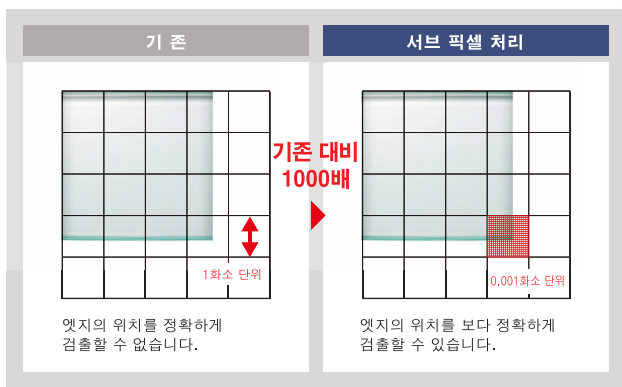 기 존
서브 픽셀 처리
기존 대비
1000배
1화소 단위
0.001화소 단위
엣지의 위치를 정확하게
검출할 수 없습니다.
엣지의 위치를 보다 정확하게
검출할 수 있습니다.